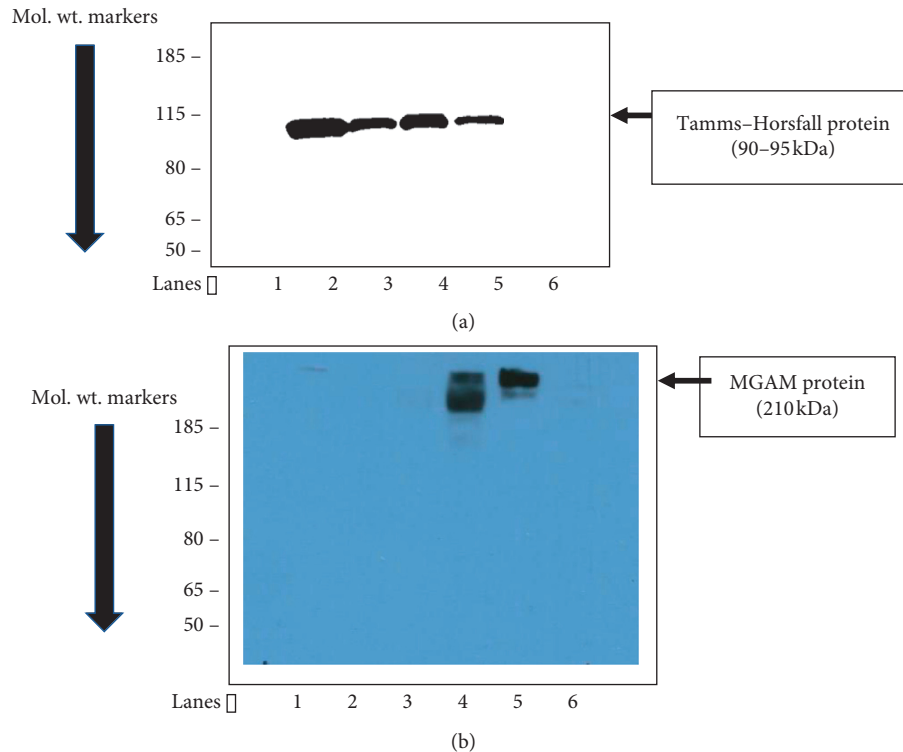 Mol. wt. markers
185 –
115 –
80 –
65 –
50 –
Tamms–Horsfall protein
(90–95 kDa)
Lanes 1 2 3 4 5 6
(a)
Mol. wt. markers
185 –
115 –
80 –
65 –
50 –
MGAM protein
(210 kDa)
Lanes 1 2 3 4 5 6
(b)